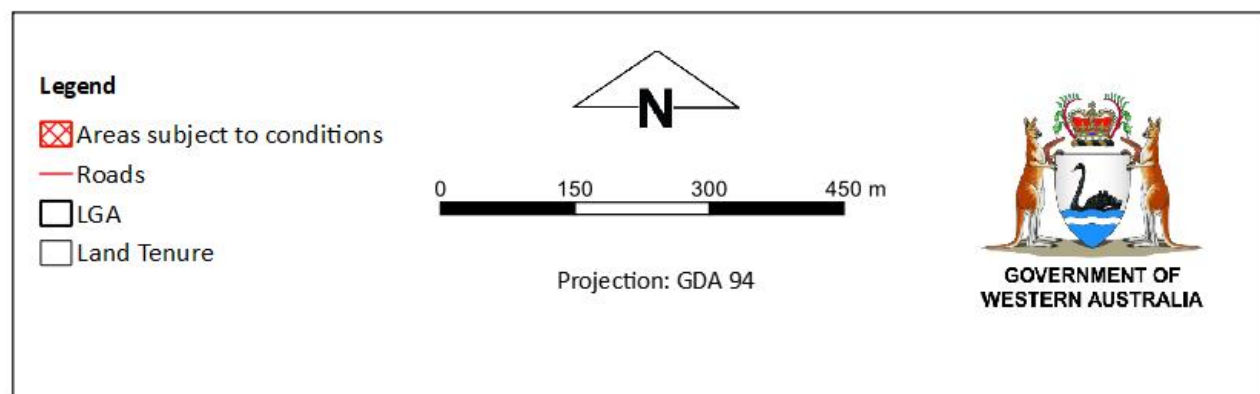 Legend
Areas subject to conditions
Roads
LGA
Land Tenure
N
0 150 300 450 m
Projection: GDA 94
GOVERNMENT OF
WESTERN AUSTRALIA